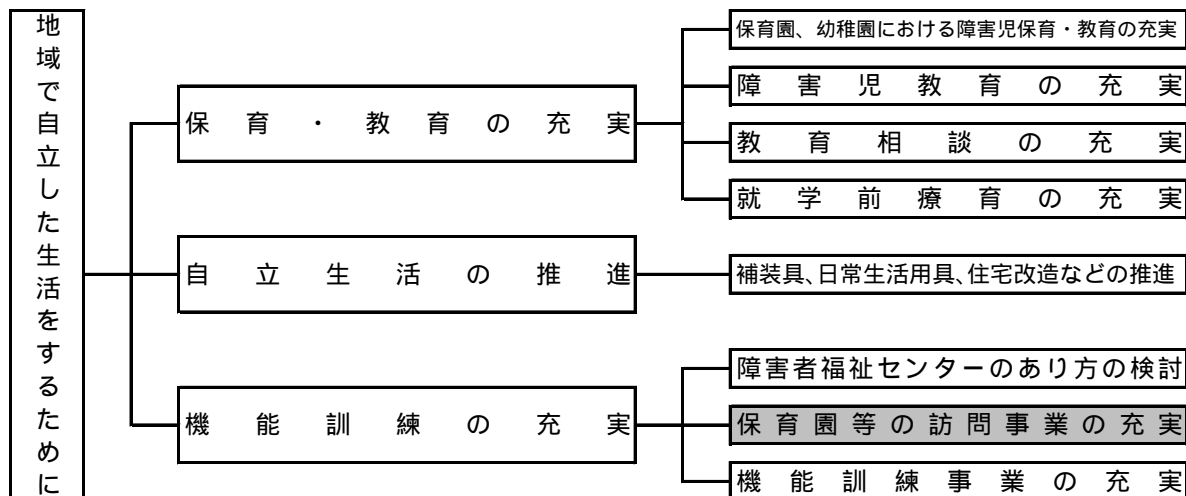 地域で自立した生活をするために
保育・教育の充実
保育園、幼稚園における障害児保育・教育の充実
障害児教育の充実
教育相談の充実
就学前療育の充実
自立生活の推進
補装具、日常生活用具、住宅改造などの推進
機能訓練の充実
障害者福祉センターのあり方の検討
保育園等の訪問事業の充実
機能訓練事業の充実